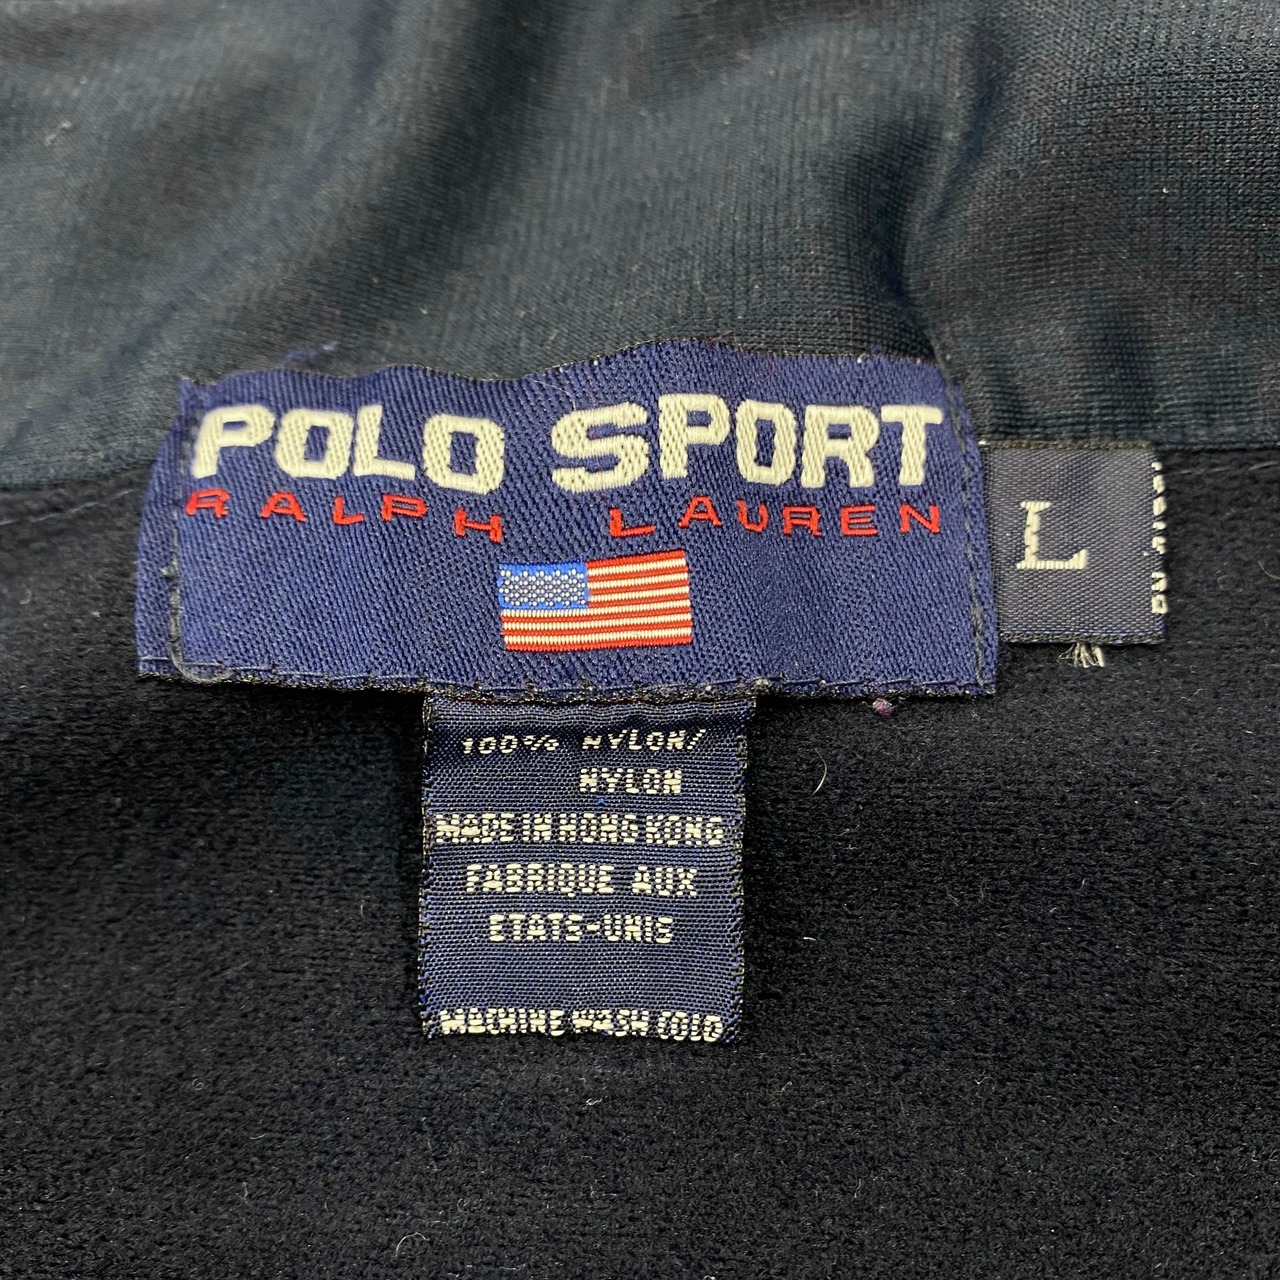 POLO SPORT
RALPH LAUREN
L
100% NYLON/
NYLON
MADE IN HONG KONG
FABRIQUE AUX
ETATS-UNIS
MACHINE WASH COLD